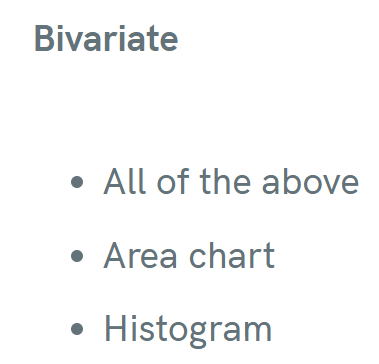 Bivariate
• All of the above
• Area chart
• Histogram